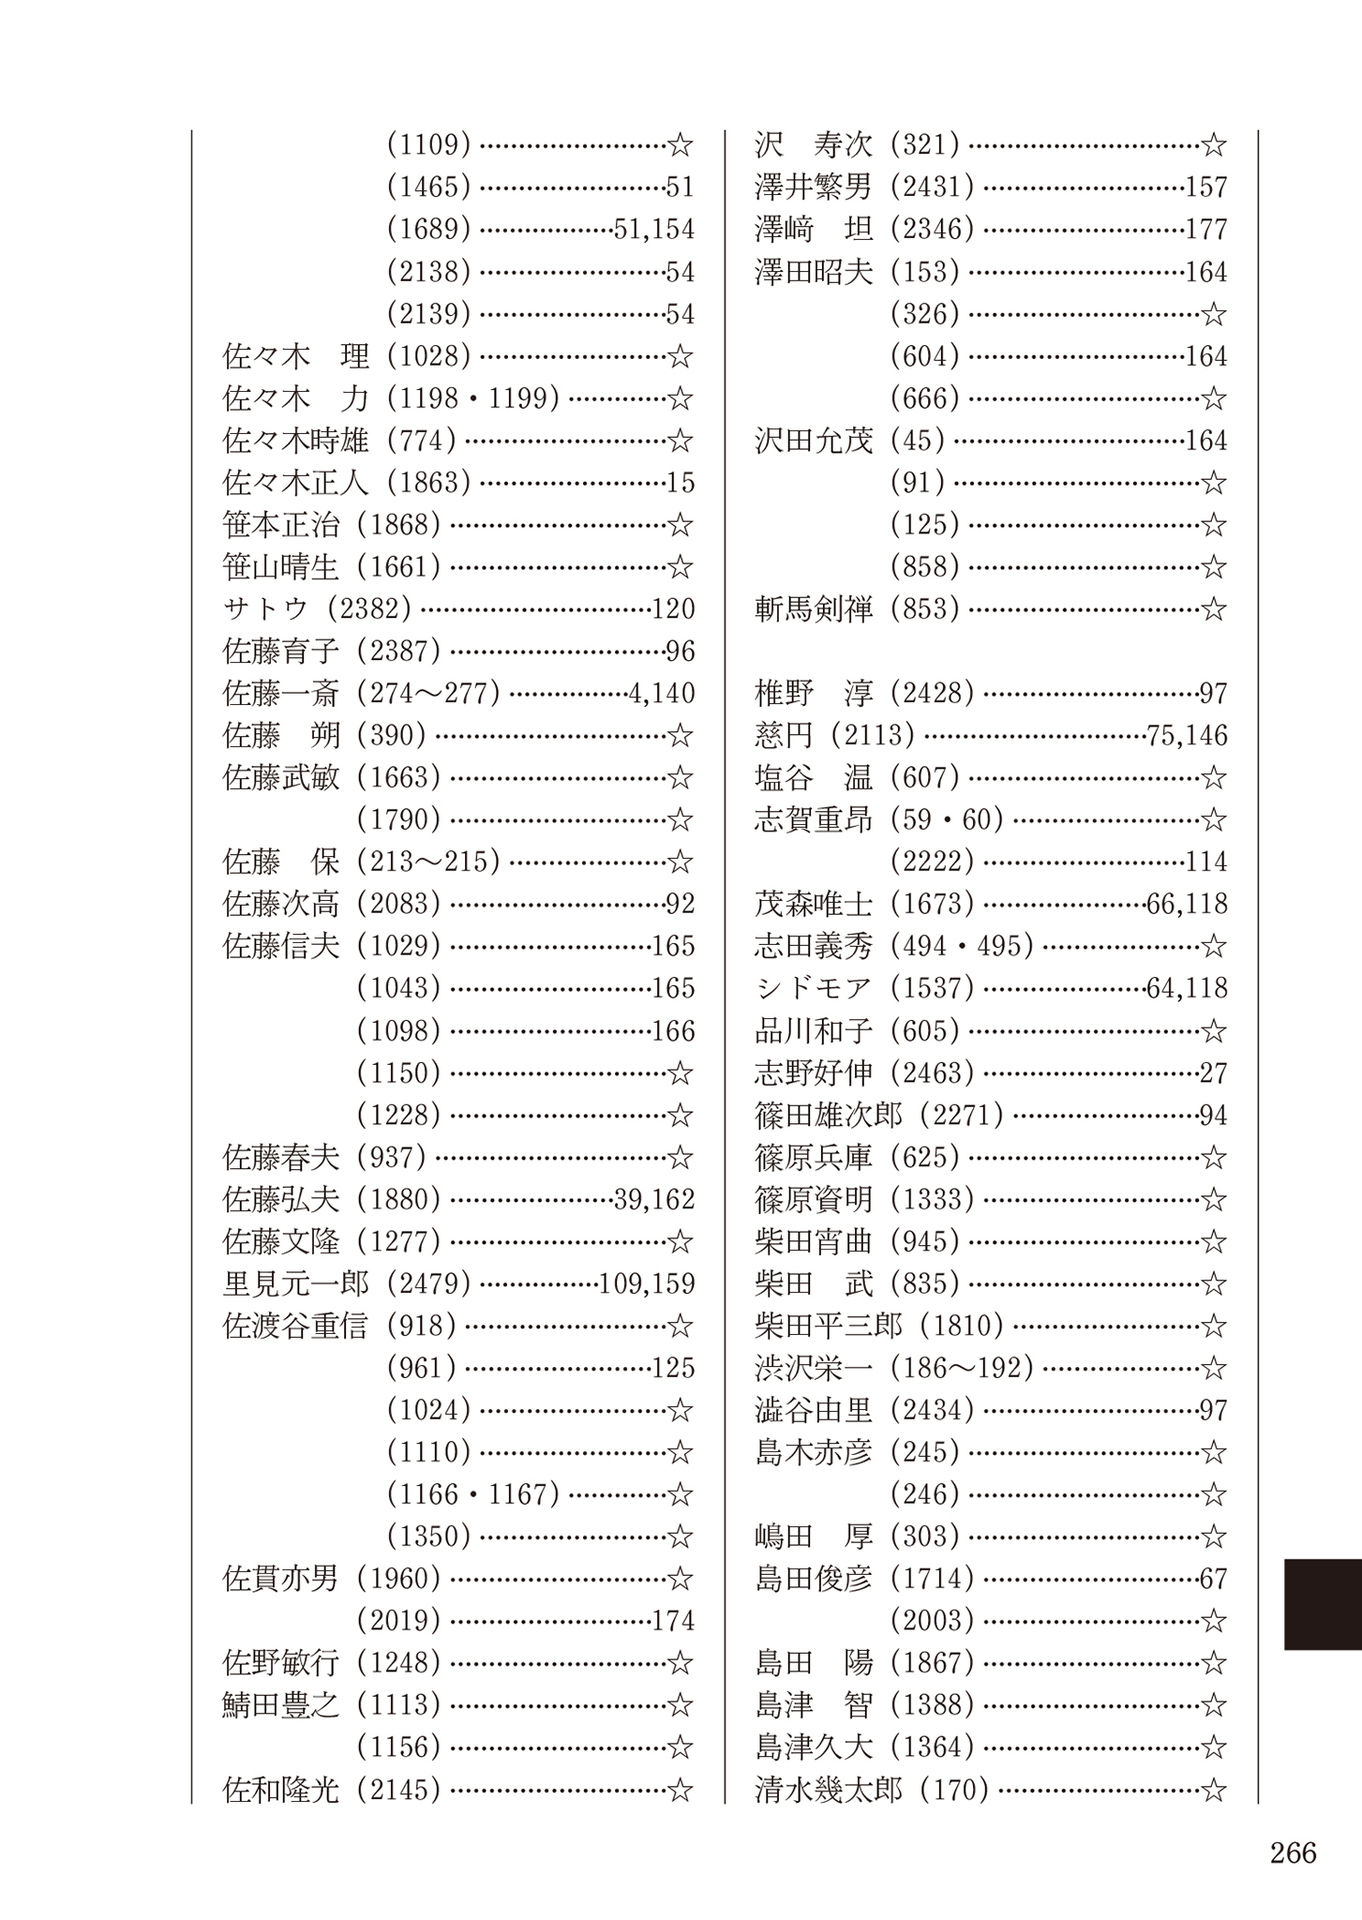 (1109)………………………☆
(1465)………………………51
(1689)………………51,154
(2138)………………………54
(2139)………………………54
佐々木　理(1028)………………………☆
佐々木　力(1198・1199)…………☆
佐々木時雄(774)………………………☆
佐々木正人(1863)………………………15
笹本正治(1868)………………………☆
笹山晴生(1661)………………………☆
サトウ(2382)…………………………120
佐藤育子(2387)………………………96
佐藤一斎(274〜277)……………4,140
佐藤　朔(390)…………………………☆
佐藤武敏(1663)………………………☆
(1790)………………………☆
佐藤　保(213〜215)…………………☆
佐藤次高(2083)………………………92
佐藤信夫(1029)………………………165
(1043)………………………165
(1098)………………………166
(1150)………………………☆
(1228)………………………☆
佐藤春夫(937)…………………………☆
佐藤弘夫(1880)…………………39,162
佐藤文隆(1277)………………………☆
里見元一郎(2479)……………109,159
佐渡谷重信(918)………………………☆
(961)……………………125
(1024)……………………☆
(1110)……………………☆
(1166・1167)…………☆
(1350)……………………☆
佐貫亦男(1960)………………………☆
(2019)………………………174
佐野敏行(1248)………………………☆
鯖田豊之(1113)………………………☆
(1156)………………………☆
佐和隆光(2145)………………………☆
沢　寿次(321)…………………………☆
澤井繁男(2431)………………………157
澤﨑　坦(2346)………………………177
澤田昭夫(153)………………………164
(326)…………………………☆
(604)………………………164
(666)…………………………☆
沢田允茂(45)…………………………164
(91)…………………………☆
(125)…………………………☆
(858)…………………………☆
斬馬剣禅(853)…………………………☆
椎野　淳(2428)………………………97
慈円(2113)………………………75,146
塩谷　温(607)…………………………☆
志賀重昂(59・60)……………………☆
(2222)………………………114
茂森唯士(1673)…………………66,118
志田義秀(494・495)…………………☆
シドモア(1537)…………………64,118
品川和子(605)…………………………☆
志野好伸(2463)………………………27
篠田雄次郎(2271)……………………94
篠原兵庫(625)…………………………☆
篠原資明(1333)………………………☆
柴田宵曲(945)…………………………☆
柴田　武(835)…………………………☆
柴田平三郎(1810)……………………☆
渋沢栄一(186〜192)…………………☆
澁谷由里(2434)………………………97
島木赤彦(245)…………………………☆
(246)…………………………☆
嶋田　厚(303)…………………………☆
島田俊彦(1714)………………………67
(2003)………………………☆
島田　陽(1867)………………………☆
島津　智(1388)………………………☆
島津久大(1364)………………………☆
清水幾太郎(170)………………………☆
266